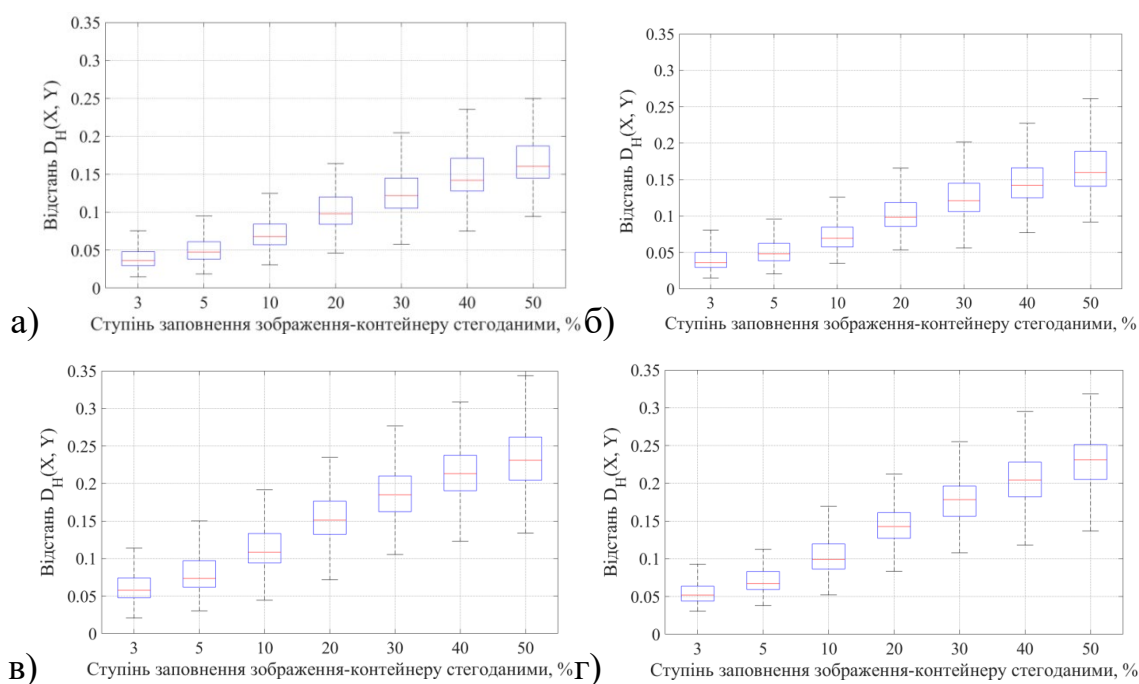 0.35
0.3
0.25
0.2
0.15
0.1
0.05
0
Відстань D_H(X, Y)
3 5 10 20 30 40 50
а) Ступінь заповнення зображення-контейнеру стегоданими, %
0.35
0.3
0.25
0.2
0.15
0.1
0.05
0
Відстань D_H(X, Y)
3 5 10 20 30 40 50
б) Ступінь заповнення зображення-контейнеру стегоданими, %
0.35
0.3
0.25
0.2
0.15
0.1
0.05
0
Відстань D_H(X, Y)
3 5 10 20 30 40 50
в) Ступінь заповнення зображення-контейнеру стегоданими, %
0.35
0.3
0.25
0.2
0.15
0.1
0.05
0
Відстань D_H(X, Y)
3 5 10 20 30 40 50
г) Ступінь заповнення зображення-контейнеру стегоданими, %